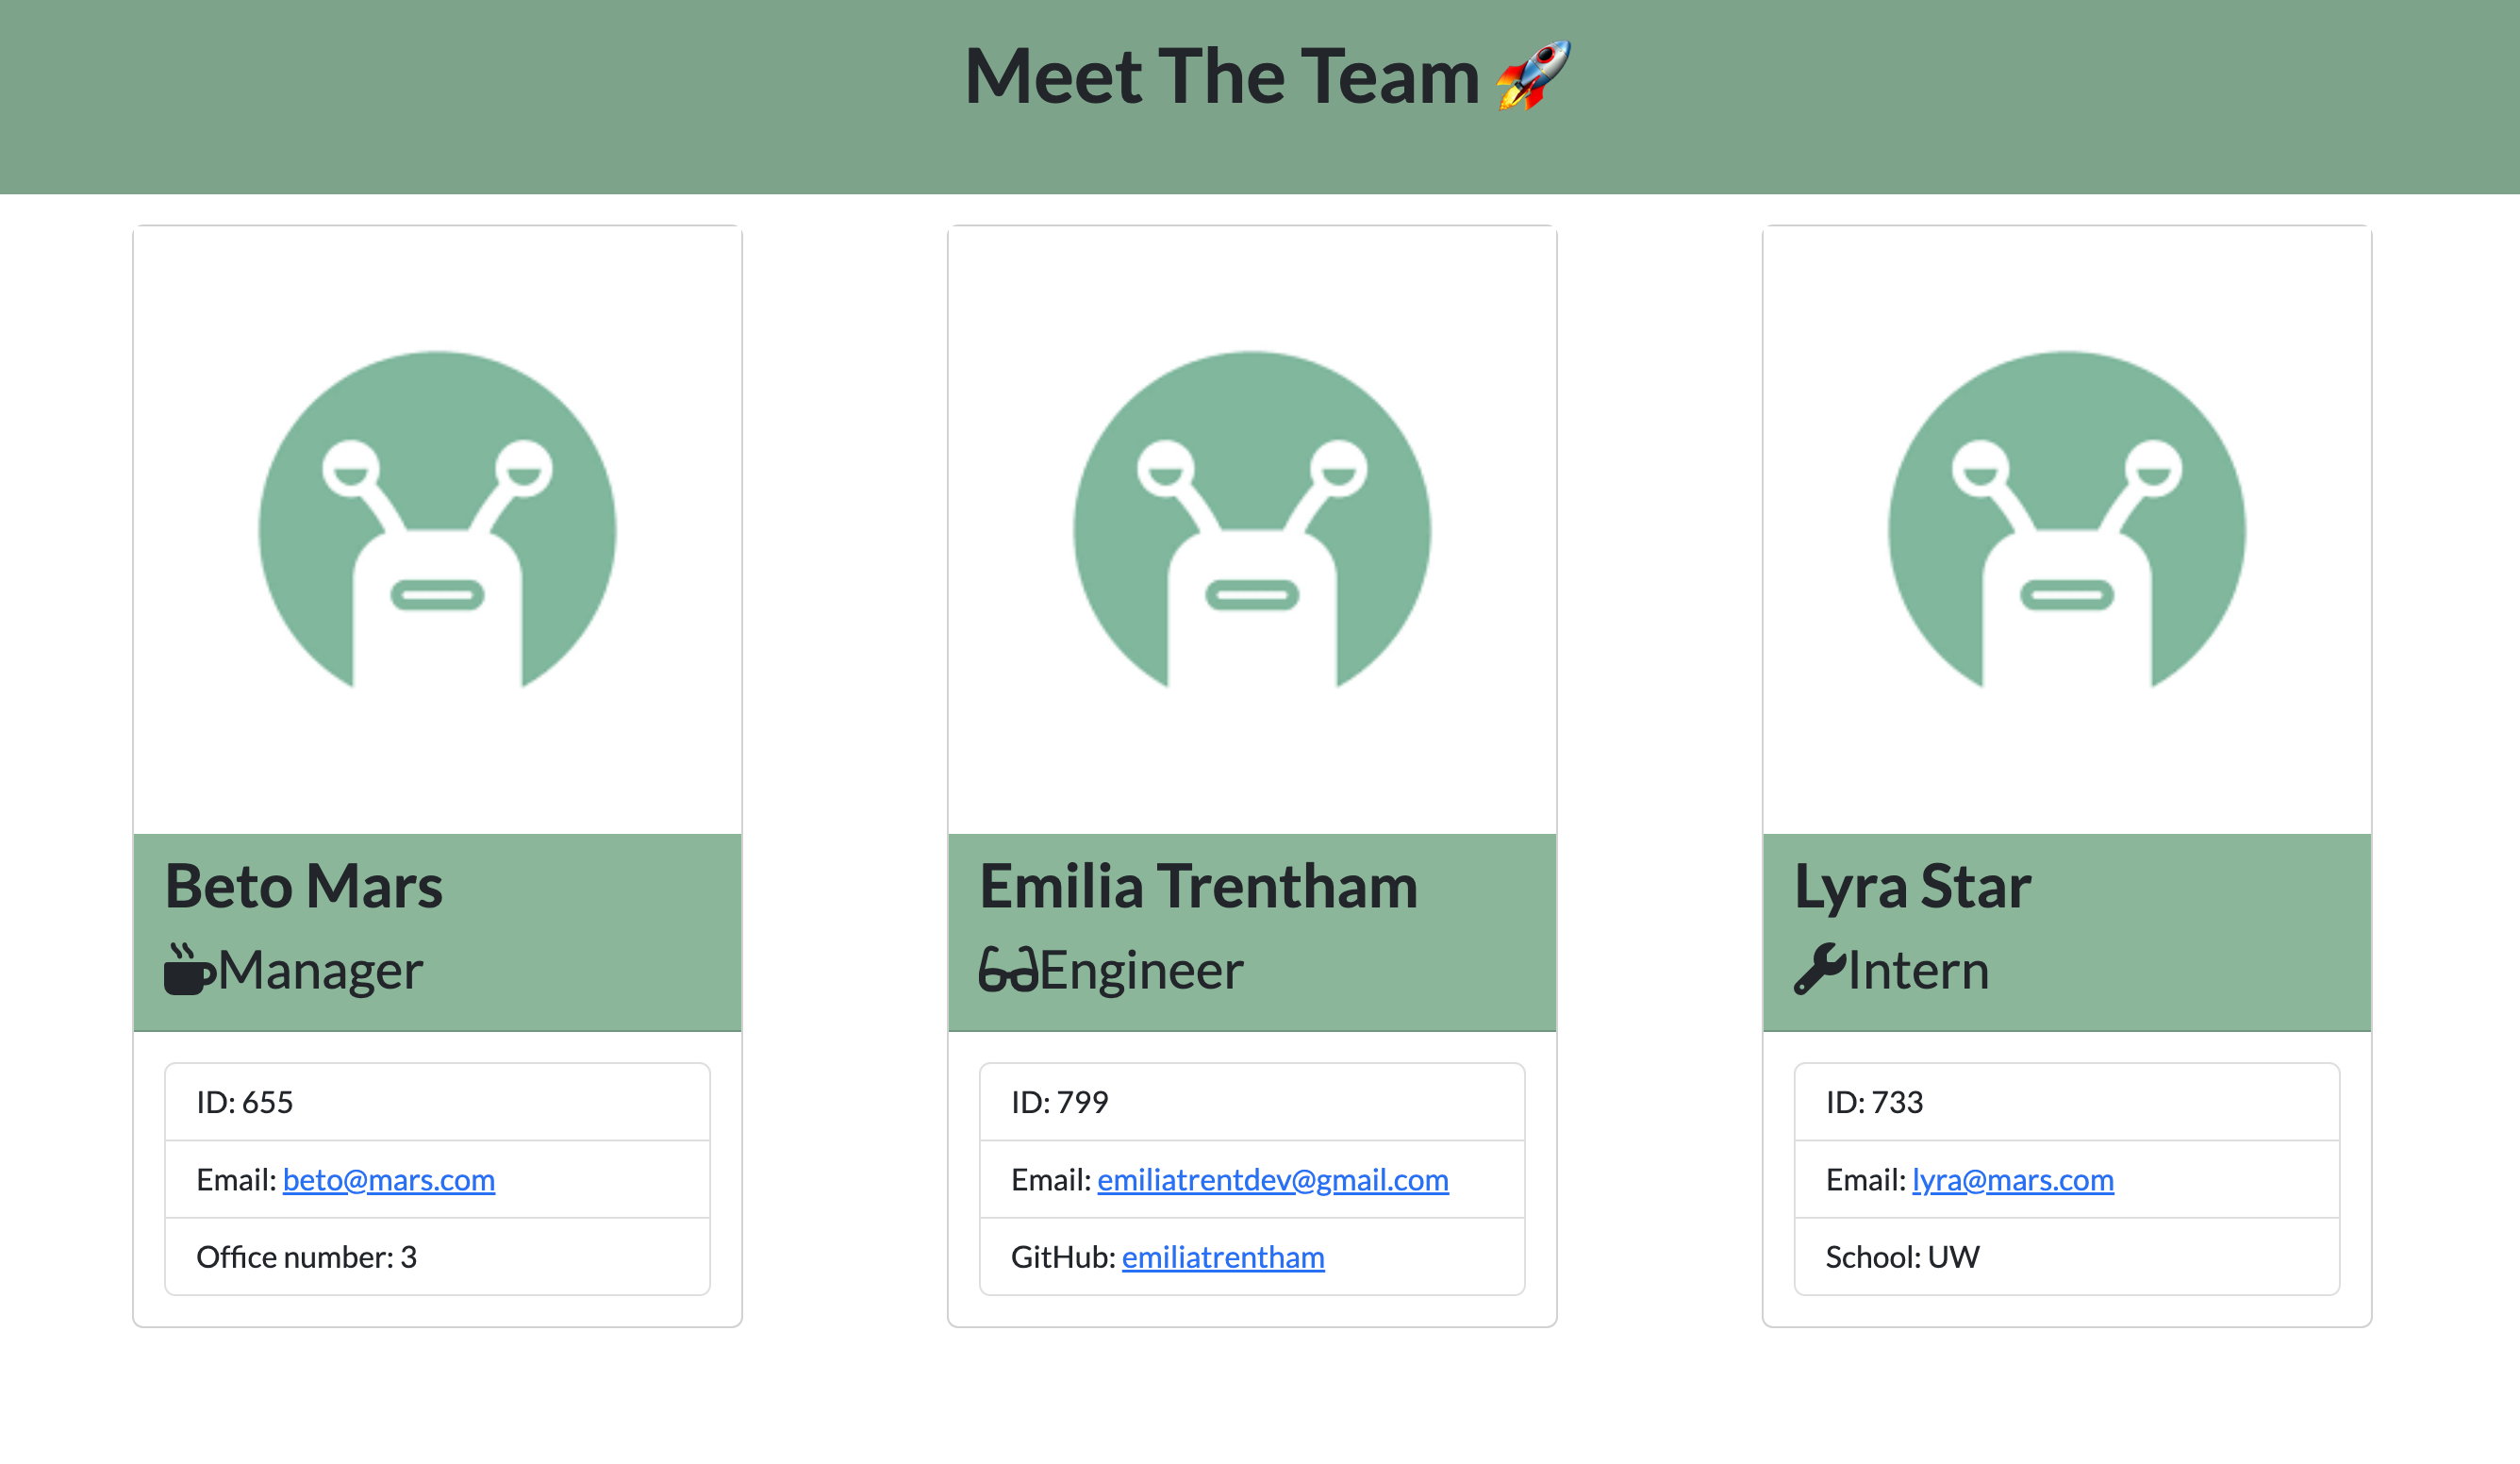 Meet The Team 🚀
Beto Mars
Manager
ID: 655
Email: beto@mars.com
Office number: 3
Emilia Trentham
Engineer
ID: 799
Email: emiliatrentdev@gmail.com
GitHub: emiliatrentham
Lyra Star
Intern
ID: 733
Email: lyra@mars.com
School: UW